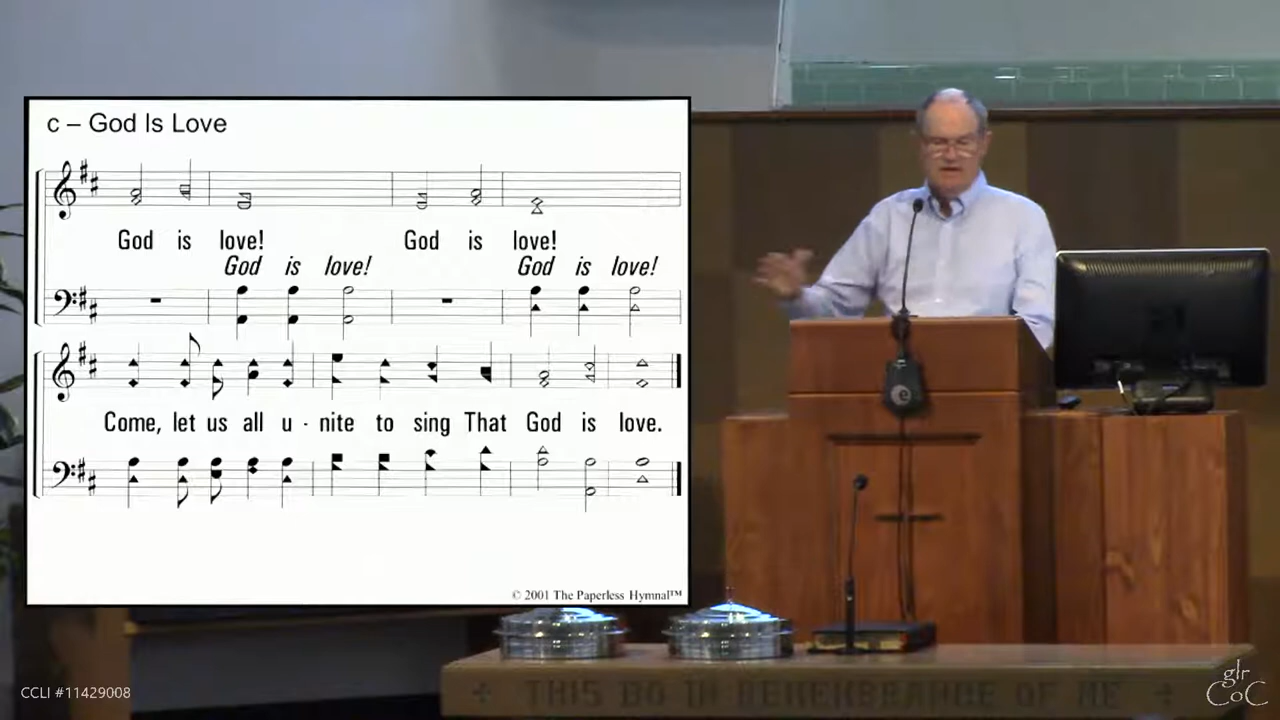 c – God Is Love
God is love! God is love!
God is love! God is love!
Come, let us all u - nite to sing That God is love.
© 2001 The Paperless Hymnal™
THIS DO IN REMEMBRANCE OF ME
CCLI #11429008
glr
CoC
e